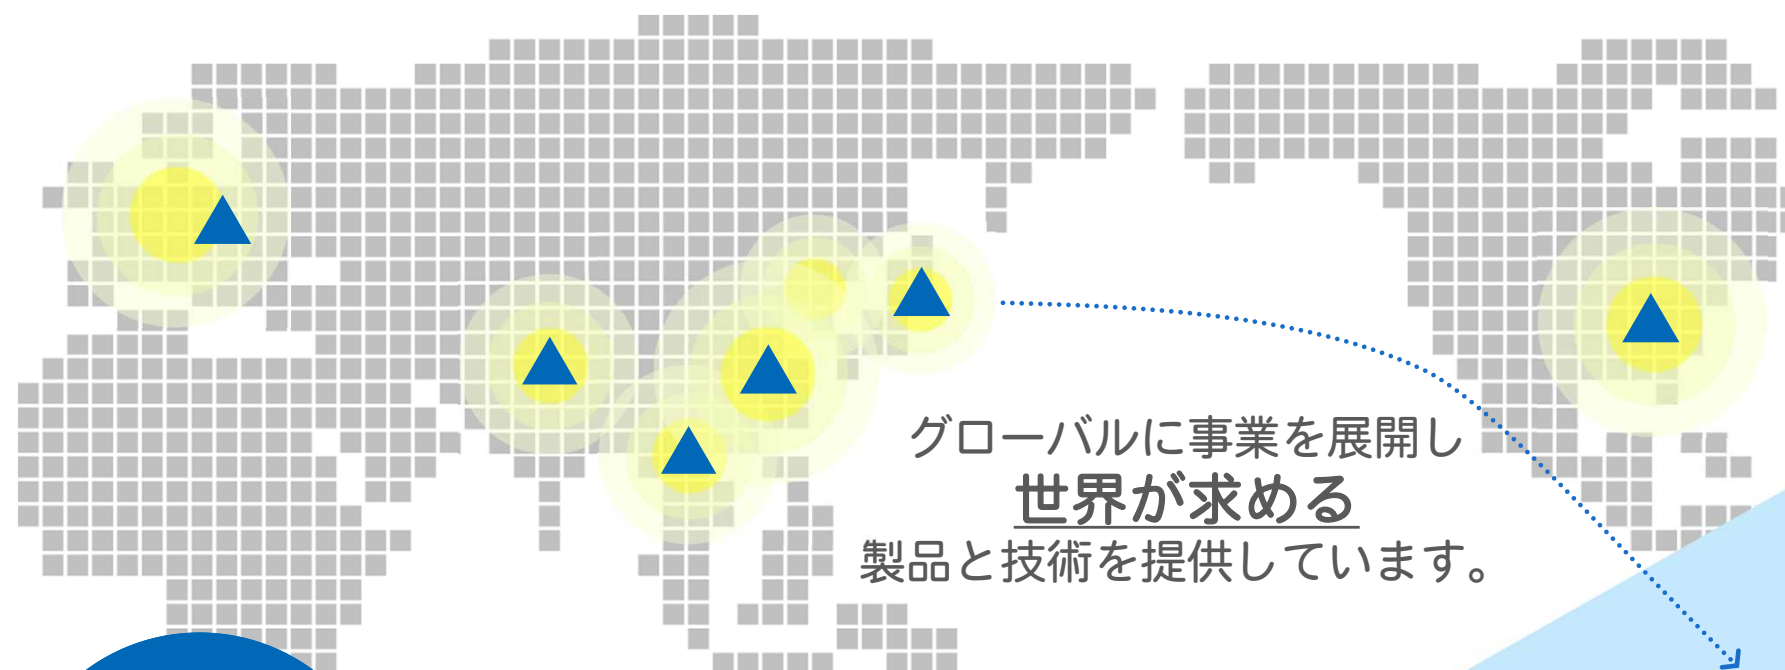 グローバルに事業を展開し
世界が求める
製品と技術を提供しています。